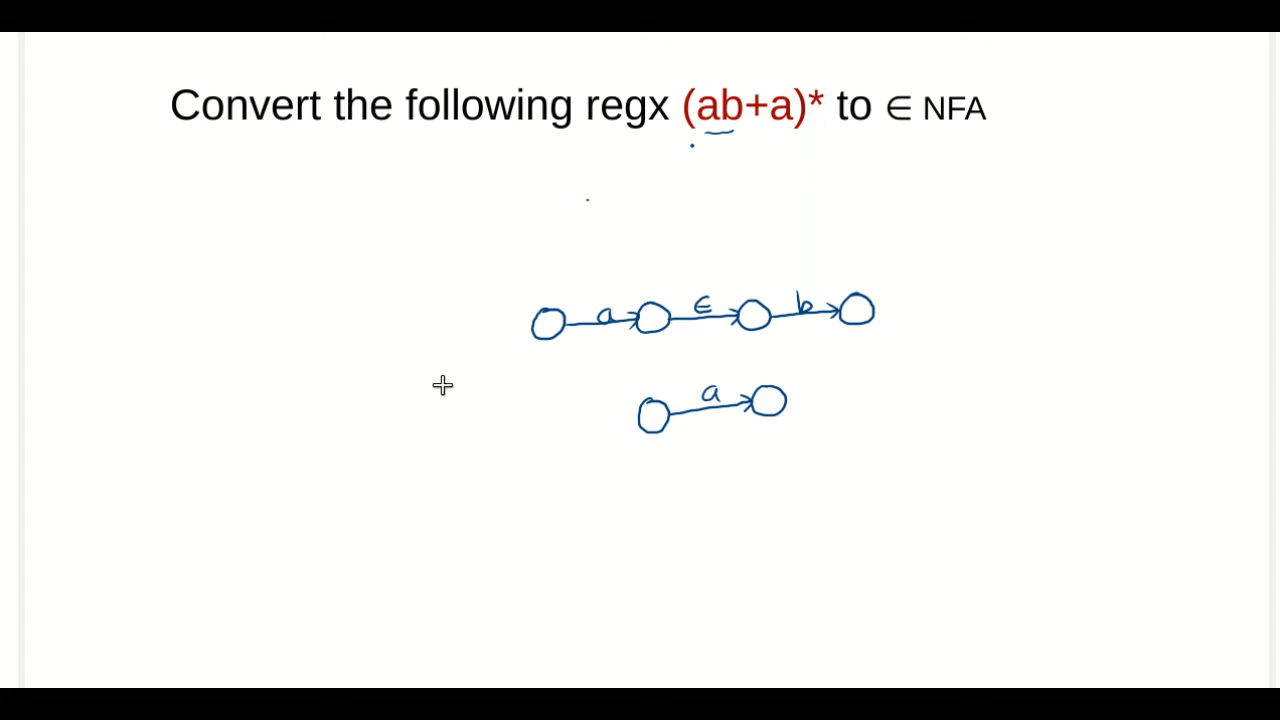 Convert the following regx (ab+a)* to ∈ NFA
a ∈ b
a